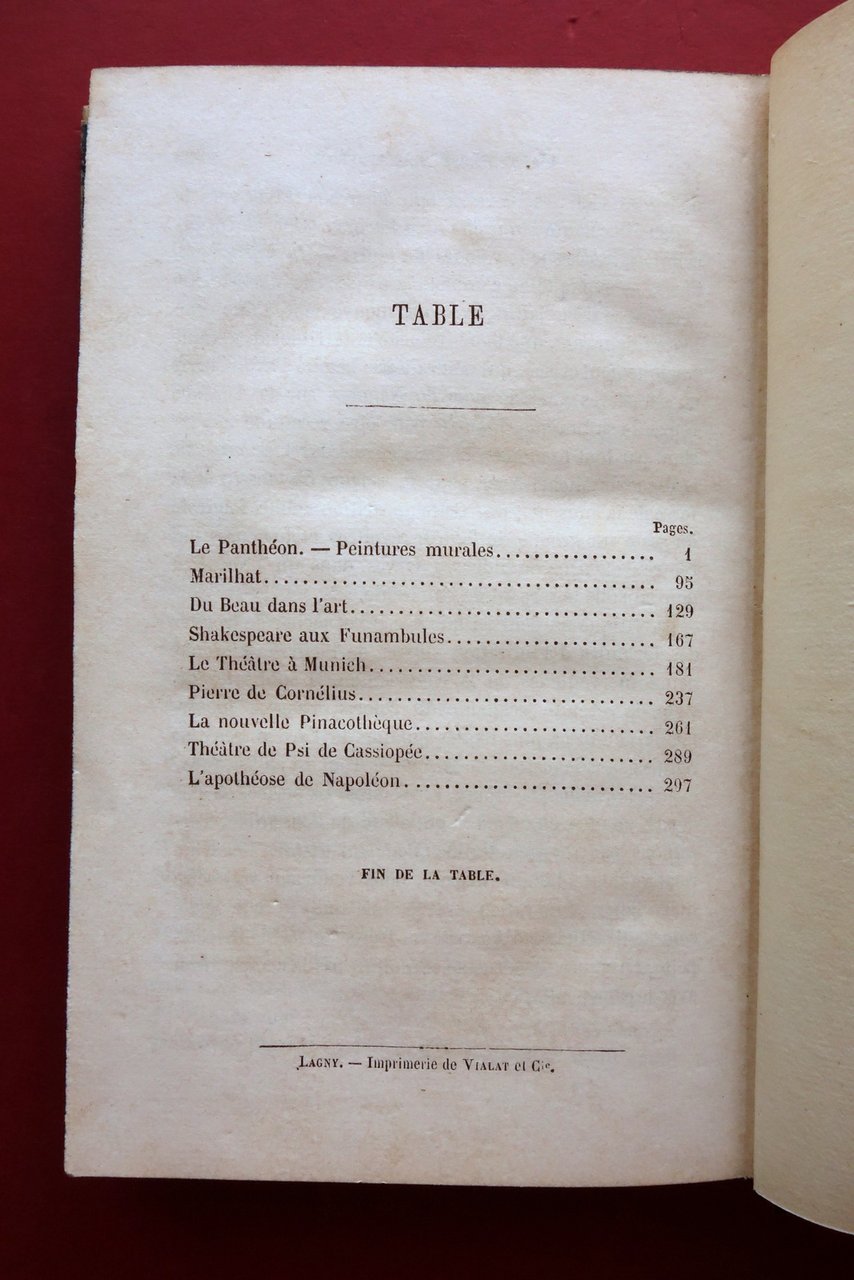 TABLE
Pages.
Le Panthéon. — Peintures murales................. 1
Marilhat....................................... 95
Du Beau dans l'art................................ 129
Shakespeare aux Funambules...................... 167
Le Théâtre à Munich.............................. 181
Pierre de Cornélius............................... 237
La nouvelle Pinacothèque......................... 261
Théâtre de Psi de Cassiopée........................ 289
L'apothéose de Napoléon.......................... 297
FIN DE LA TABLE.
LAGNY. — Imprimerie de VIALAT et Cie.